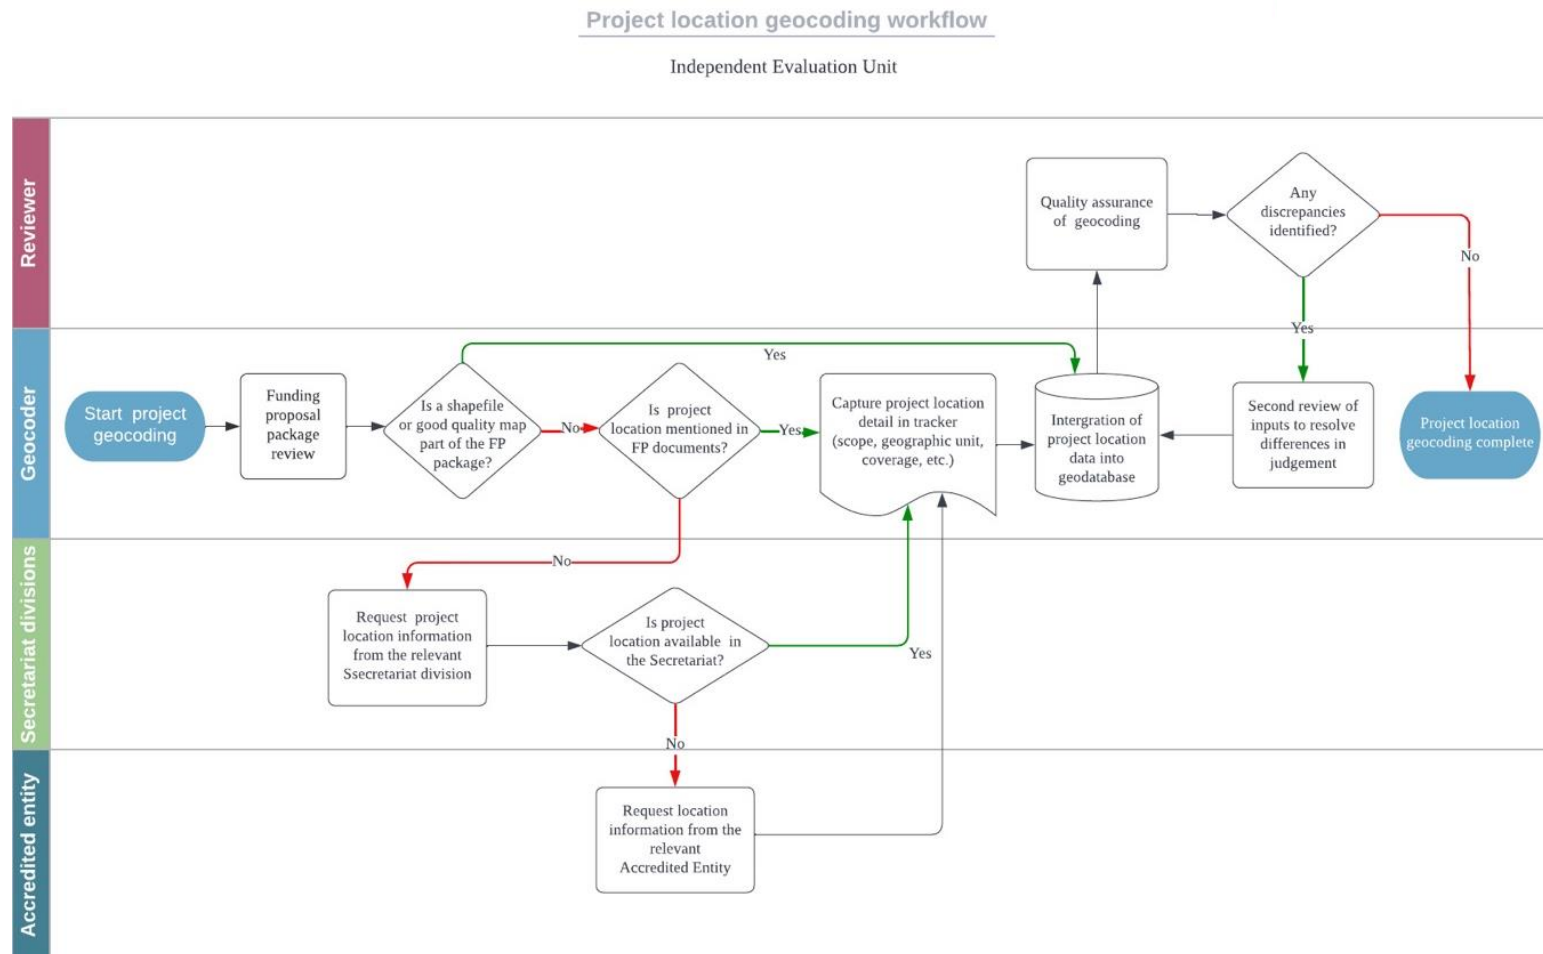 Project location geocoding workflow
Independent Evaluation Unit
Reviewer
Quality assurance
of geocoding
Any
discrepancies
identified?
No
Yes
Geocoder
Start project
geocoding
Funding
proposal
package
review
Is a shapefile
or good quality map
part of the FP
package?
Yes
No
Is project
location mentioned in
FP documents?
Yes
Capture project location
detail in tracker
(scope, geographic unit,
coverage, etc.)
Intergration of
project location
data into
geodatabase
Second review of
inputs to resolve
differences in
judgement
Project location
geocoding complete
Secretariat divisions
No
Request project
location information
from the relevant
Ssecretariat division
Is project
location available in
the Secretariat?
Yes
No
Accredited entity
Request location
information from the
relevant
Accredited Entity